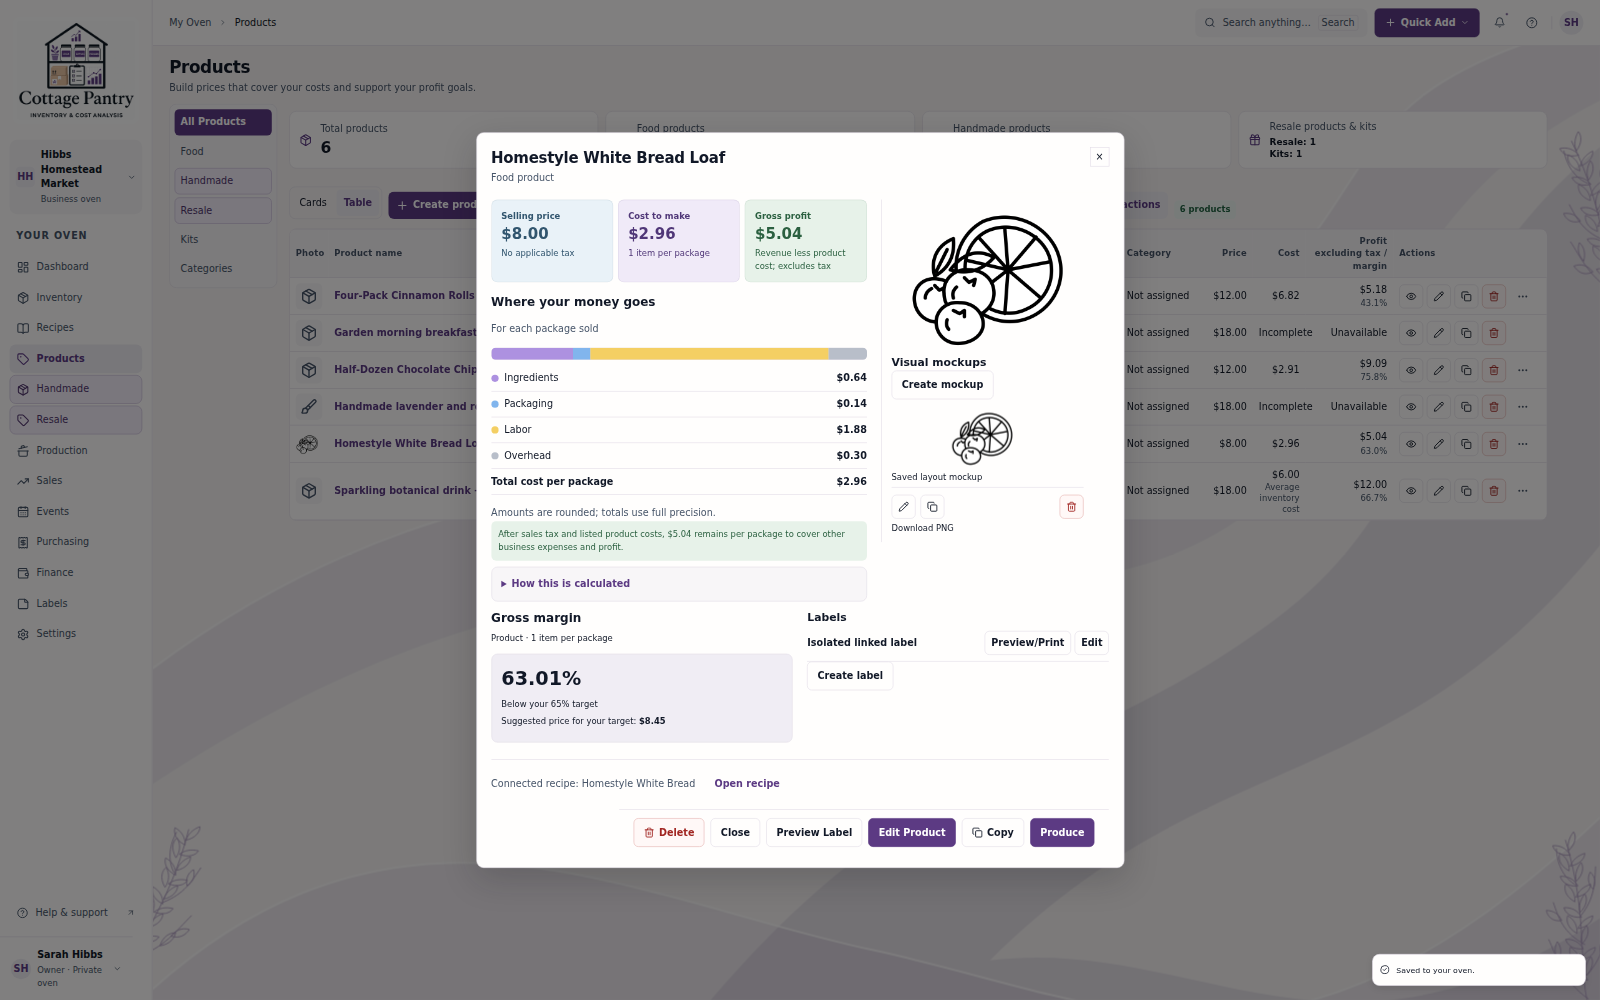 My Oven › Products
Search anything... Search
+ Quick Add
SH
Cottage Pantry
INVENTORY & COST ANALYSIS
HH
Hibbs
Homestead
Market
Business oven
YOUR OVEN
Dashboard
Inventory
Recipes
Products
Handmade
Resale
Production
Sales
Events
Purchasing
Finance
Labels
Settings
Help & support
SH
Sarah Hibbs
Owner · Private
oven
Products
Build prices that cover your costs and support your profit goals.
All Products
Food
Handmade
Resale
Kits
Categories
Total products
6
Food products
Handmade products
Resale products & kits
Resale: 1
Kits: 1
Cards Table
+ Create prod
actions
6 products
Photo Product name
Category Price Cost
Profit
excluding tax /
margin
Actions
Four-Pack Cinnamon Rolls
Not assigned $12.00 $6.82 $5.18
43.1%
Garden morning breakfast
Not assigned $18.00 Incomplete Unavailable
Half-Dozen Chocolate Chip
Not assigned $12.00 $2.91 $9.09
75.8%
Handmade lavender and r
Not assigned $18.00 Incomplete Unavailable
Homestyle White Bread Lo
Not assigned $8.00 $2.96 $5.04
63.0%
Sparkling botanical drink
Not assigned $18.00 $6.00
Average
inventory
cost
$12.00
66.7%
Homestyle White Bread Loaf
Food product
×
Selling price
$8.00
No applicable tax
Cost to make
$2.96
1 item per package
Gross profit
$5.04
Revenue less product
cost; excludes tax
Where your money goes
For each package sold
Ingredients $0.64
Packaging $0.14
Labor $1.88
Overhead $0.30
Total cost per package $2.96
Amounts are rounded; totals use full precision.
After sales tax and listed product costs, $5.04 remains per package to cover other
business expenses and profit.
How this is calculated
Visual mockups
Create mockup
Saved layout mockup
Download PNG
Gross margin
Product · 1 item per package
63.01%
Below your 65% target
Suggested price for your target: $8.45
Labels
Isolated linked label
Preview/Print
Edit
Create label
Connected recipe: Homestyle White Bread
Open recipe
Delete
Close
Preview Label
Edit Product
Copy
Produce
Saved to your oven.